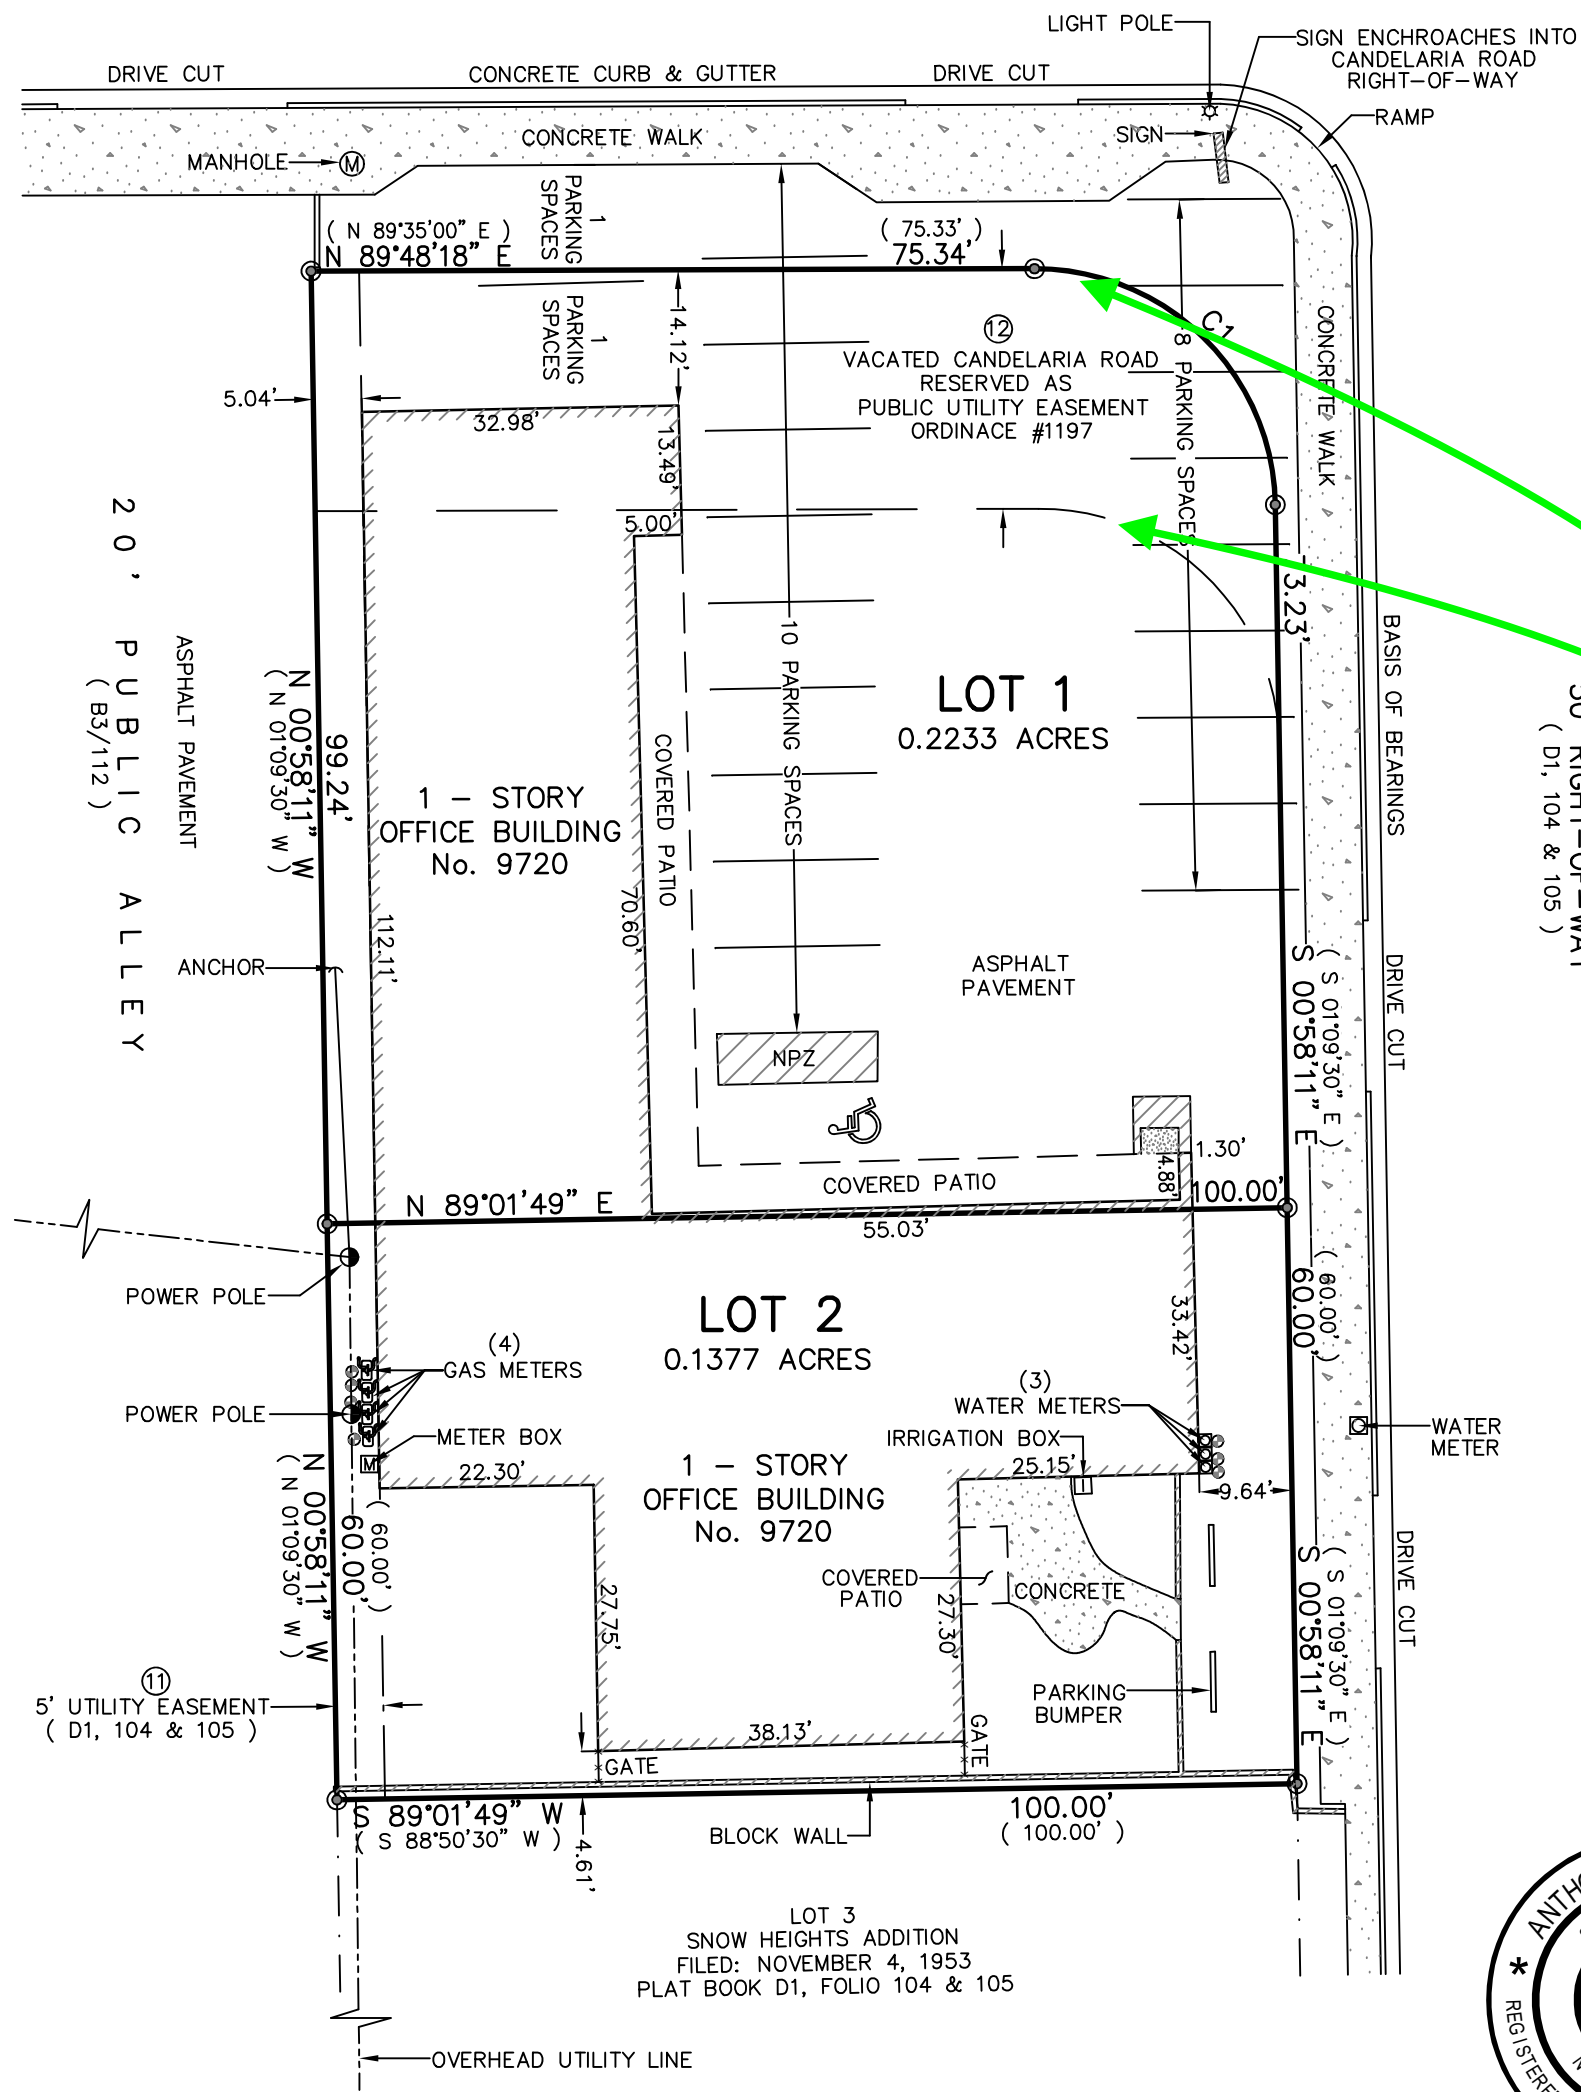 LIGHT POLE
SIGN ENCHROACHES INTO
CANDELARIA ROAD
RIGHT-OF-WAY
DRIVE CUT
CONCRETE CURB & GUTTER
DRIVE CUT
RAMP
CONCRETE WALK
SIGN
MANHOLE
M
1
PARKING
SPACES
( N 89°35'00" E )
N 89°48'18" E
( 75.33' )
75.34'
1
PARKING
SPACES
14.12'
C1
8 PARKING SPACES
CONCRETE WALK
12
VACATED CANDELARIA ROAD
RESERVED AS
PUBLIC UTILITY EASEMENT
ORDINACE #1197
5.04'
32.98'
13.49'
5.00'
20' PUBLIC ALLEY
( B3/112 )
ASPHALT PAVEMENT
73.23'
BASIS OF BEARINGS
( D1, 104 & 105 )
10 PARKING SPACES
LOT 1
0.2233 ACRES
N 00°58'11" W
( N 01°09'30" W )
99.24'
COVERED PATIO
1 - STORY
OFFICE BUILDING
No. 9720
70.60'
112.11'
ANCHOR
ASPHALT
PAVEMENT
S 00°58'11" E
( S 01°09'30" E )
DRIVE CUT
NPZ
1.30'
4.88'
COVERED PATIO
N 89°01'49" E
100.00'
55.03'
POWER POLE
LOT 2
0.1377 ACRES
33.42'
60.00'
( 60.00' )
(4)
GAS METERS
(3)
WATER METERS
POWER POLE
METER BOX
M
IRRIGATION BOX
I
WATER
METER
22.30'
25.15'
9.64'
1 - STORY
OFFICE BUILDING
No. 9720
N 00°58'11" W
( N 01°09'30" W )
60.00'
( 60.00' )
COVERED
PATIO
CONCRETE
27.75'
27.30'
S 00°58'11" E
( S 01°09'30" E )
DRIVE CUT
11
5' UTILITY EASEMENT
( D1, 104 & 105 )
PARKING
BUMPER
38.13'
GATE
GATE
S 89°01'49" W
( S 88°50'30" W )
4.61'
BLOCK WALL
100.00'
( 100.00' )
LOT 3
SNOW HEIGHTS ADDITION
FILED: NOVEMBER 4, 1953
PLAT BOOK D1, FOLIO 104 & 105
OVERHEAD UTILITY LINE